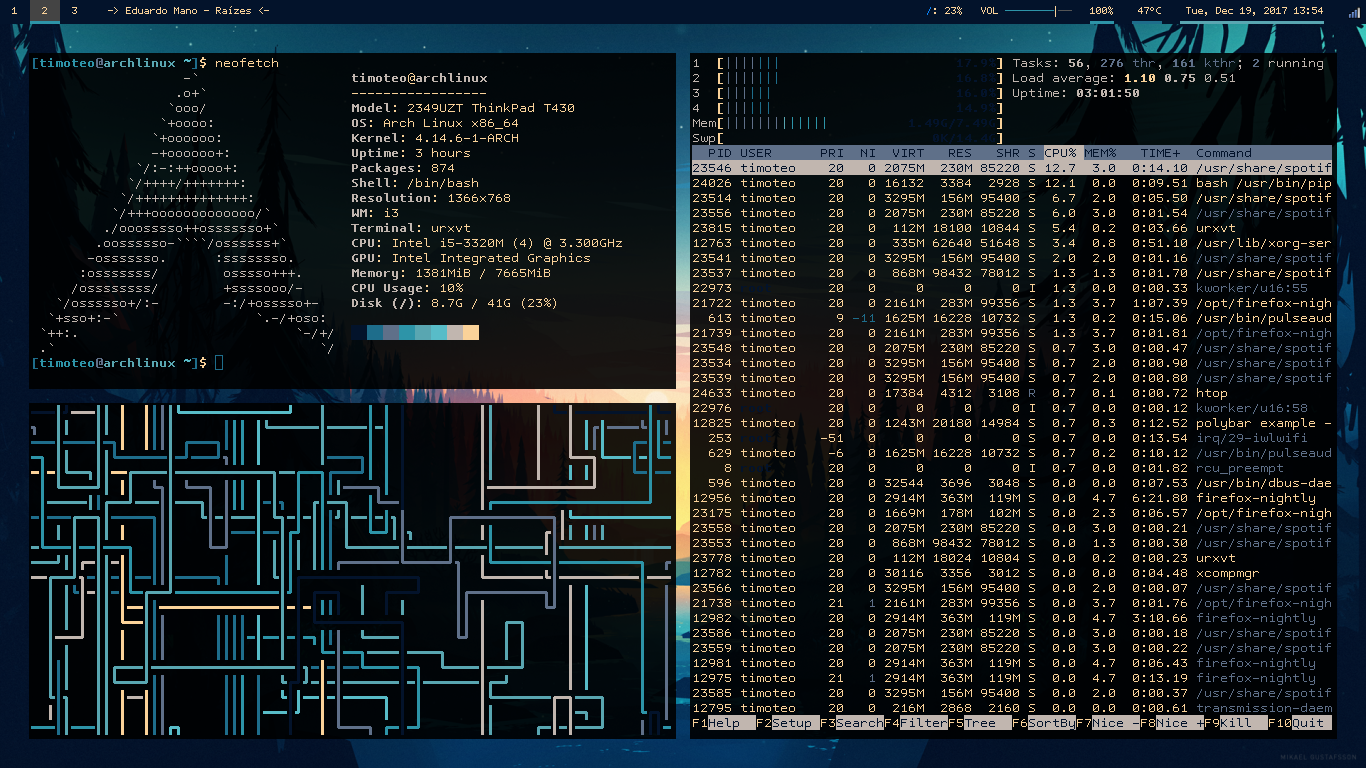 1 2 3 -> Eduardo Mano - Raízes <- /: 23% VOL 100% 47°C Tue, Dec 19, 2017 13:54
[timoteo@archlinux ~]$ neofetch
timoteo@archlinux
-----------------
Model: 2349UZT ThinkPad T430
OS: Arch Linux x86_64
Kernel: 4.14.6-1-ARCH
Uptime: 3 hours
Packages: 874
Shell: /bin/bash
Resolution: 1366x768
WM: i3
Terminal: urxvt
CPU: Intel i5-3320M (4) @ 3.300GHz
GPU: Intel Integrated Graphics
Memory: 1381MiB / 7665MiB
CPU Usage: 10%
Disk (/): 8.7G / 41G (23%)
[timoteo@archlinux ~]$
1 [||||||| ]
2 [||||||| ]
3 [|||||| ]
4 [|||||| ]
Mem[||||||||||||| 1.49G/7.49G]
Swp[ ]
Tasks: 56, 276 thr, 161 kthr; 2 running
Load average: 1.10 0.75 0.51
Uptime: 03:01:50
PID USER PRI NI VIRT RES SHR S CPU% MEM% TIME+ Command
23546 timoteo 20 0 2075M 230M 85220 S 12.7 3.0 0:14.10 /usr/share/spotif
24026 timoteo 20 0 16132 3384 2928 S 12.1 0.0 0:09.51 bash /usr/bin/pip
23514 timoteo 20 0 3295M 156M 95400 S 6.7 2.0 0:05.50 /usr/share/spotif
23556 timoteo 20 0 2075M 230M 85220 S 6.0 3.0 0:01.54 /usr/share/spotif
23815 timoteo 20 0 112M 18100 10844 S 5.4 0.2 0:03.66 urxvt
12763 timoteo 20 0 335M 62640 51648 S 3.4 0.8 0:51.10 /usr/lib/xorg-ser
23541 timoteo 20 0 3295M 156M 95400 S 2.0 2.0 0:01.16 /usr/share/spotif
23537 timoteo 20 0 868M 98432 78012 S 1.3 1.3 0:01.70 /usr/share/spotif
22973 20 0 0 0 0 I 1.3 0.0 0:00.33 kworker/u16:55
21722 timoteo 20 0 2161M 283M 99356 S 1.3 3.7 1:07.39 /opt/firefox-nigh
613 timoteo 9 -11 1625M 16228 10732 S 1.3 0.2 0:15.06 /usr/bin/pulseaud
21739 timoteo 20 0 2161M 283M 99356 S 1.3 3.7 0:01.81 /opt/firefox-nigh
23548 timoteo 20 0 2075M 230M 85220 S 0.7 3.0 0:00.47 /usr/share/spotif
23534 timoteo 20 0 3295M 156M 95400 S 0.7 2.0 0:00.90 /usr/share/spotif
23539 timoteo 20 0 3295M 156M 95400 S 0.7 2.0 0:00.80 /usr/share/spotif
24633 timoteo 20 0 17384 4312 3108 R 0.7 0.1 0:00.72 htop
22976 20 0 0 0 0 I 0.7 0.0 0:00.12 kworker/u16:58
12825 timoteo 20 0 1243M 20180 14984 S 0.7 0.3 0:12.52 polybar example -
253 -51 0 0 0 0 S 0.7 0.0 0:13.54 irq/29-iwlwifi
629 timoteo -6 0 1625M 16228 10732 S 0.7 0.2 0:10.12 /usr/bin/pulseaud
8 20 0 0 0 0 I 0.7 0.0 0:01.82 rcu_preempt
596 timoteo 20 0 32544 3696 3048 S 0.0 0.0 0:07.53 /usr/bin/dbus-dae
12956 timoteo 20 0 2914M 363M 119M S 0.0 4.7 6:21.80 firefox-nightly
23175 timoteo 20 0 1669M 178M 102M S 0.0 2.3 0:06.57 /opt/firefox-nigh
23558 timoteo 20 0 2075M 230M 85220 S 0.0 3.0 0:00.21 /usr/share/spotif
23553 timoteo 20 0 868M 98432 78012 S 0.0 1.3 0:00.30 /usr/share/spotif
23778 timoteo 20 0 112M 18024 10804 S 0.0 0.2 0:00.23 urxvt
12782 timoteo 20 0 30116 3356 3012 S 0.0 0.0 0:04.48 xcompmgr
23566 timoteo 20 0 3295M 156M 95400 S 0.0 2.0 0:00.06 /usr/share/spotif
21738 timoteo 21 1 2161M 283M 99356 S 0.0 3.7 0:01.76 /opt/firefox-nigh
12982 timoteo 20 0 2914M 363M 119M S 0.0 4.7 3:10.66 firefox-nightly
23586 timoteo 20 0 2075M 230M 85220 S 0.0 3.0 0:00.18 /usr/share/spotif
23559 timoteo 20 0 2075M 230M 85220 S 0.0 3.0 0:00.22 /usr/share/spotif
12981 timoteo 20 0 2914M 363M 119M S 0.0 4.7 0:06.43 firefox-nightly
12975 timoteo 21 1 2914M 363M 119M S 0.0 4.7 0:13.19 firefox-nightly
23585 timoteo 20 0 3295M 156M 95400 S 0.0 2.0 0:00.37 /usr/share/spotif
12795 timoteo 20 0 216M 2868 2160 S 0.0 0.0 0:00.56 transmission-daem
F1Help F2Setup F3SearchF4FilterF5Tree F6SortByF7Nice -F8Nice +F9Kill F10Quit
MIKAEL GUSTAFSSON